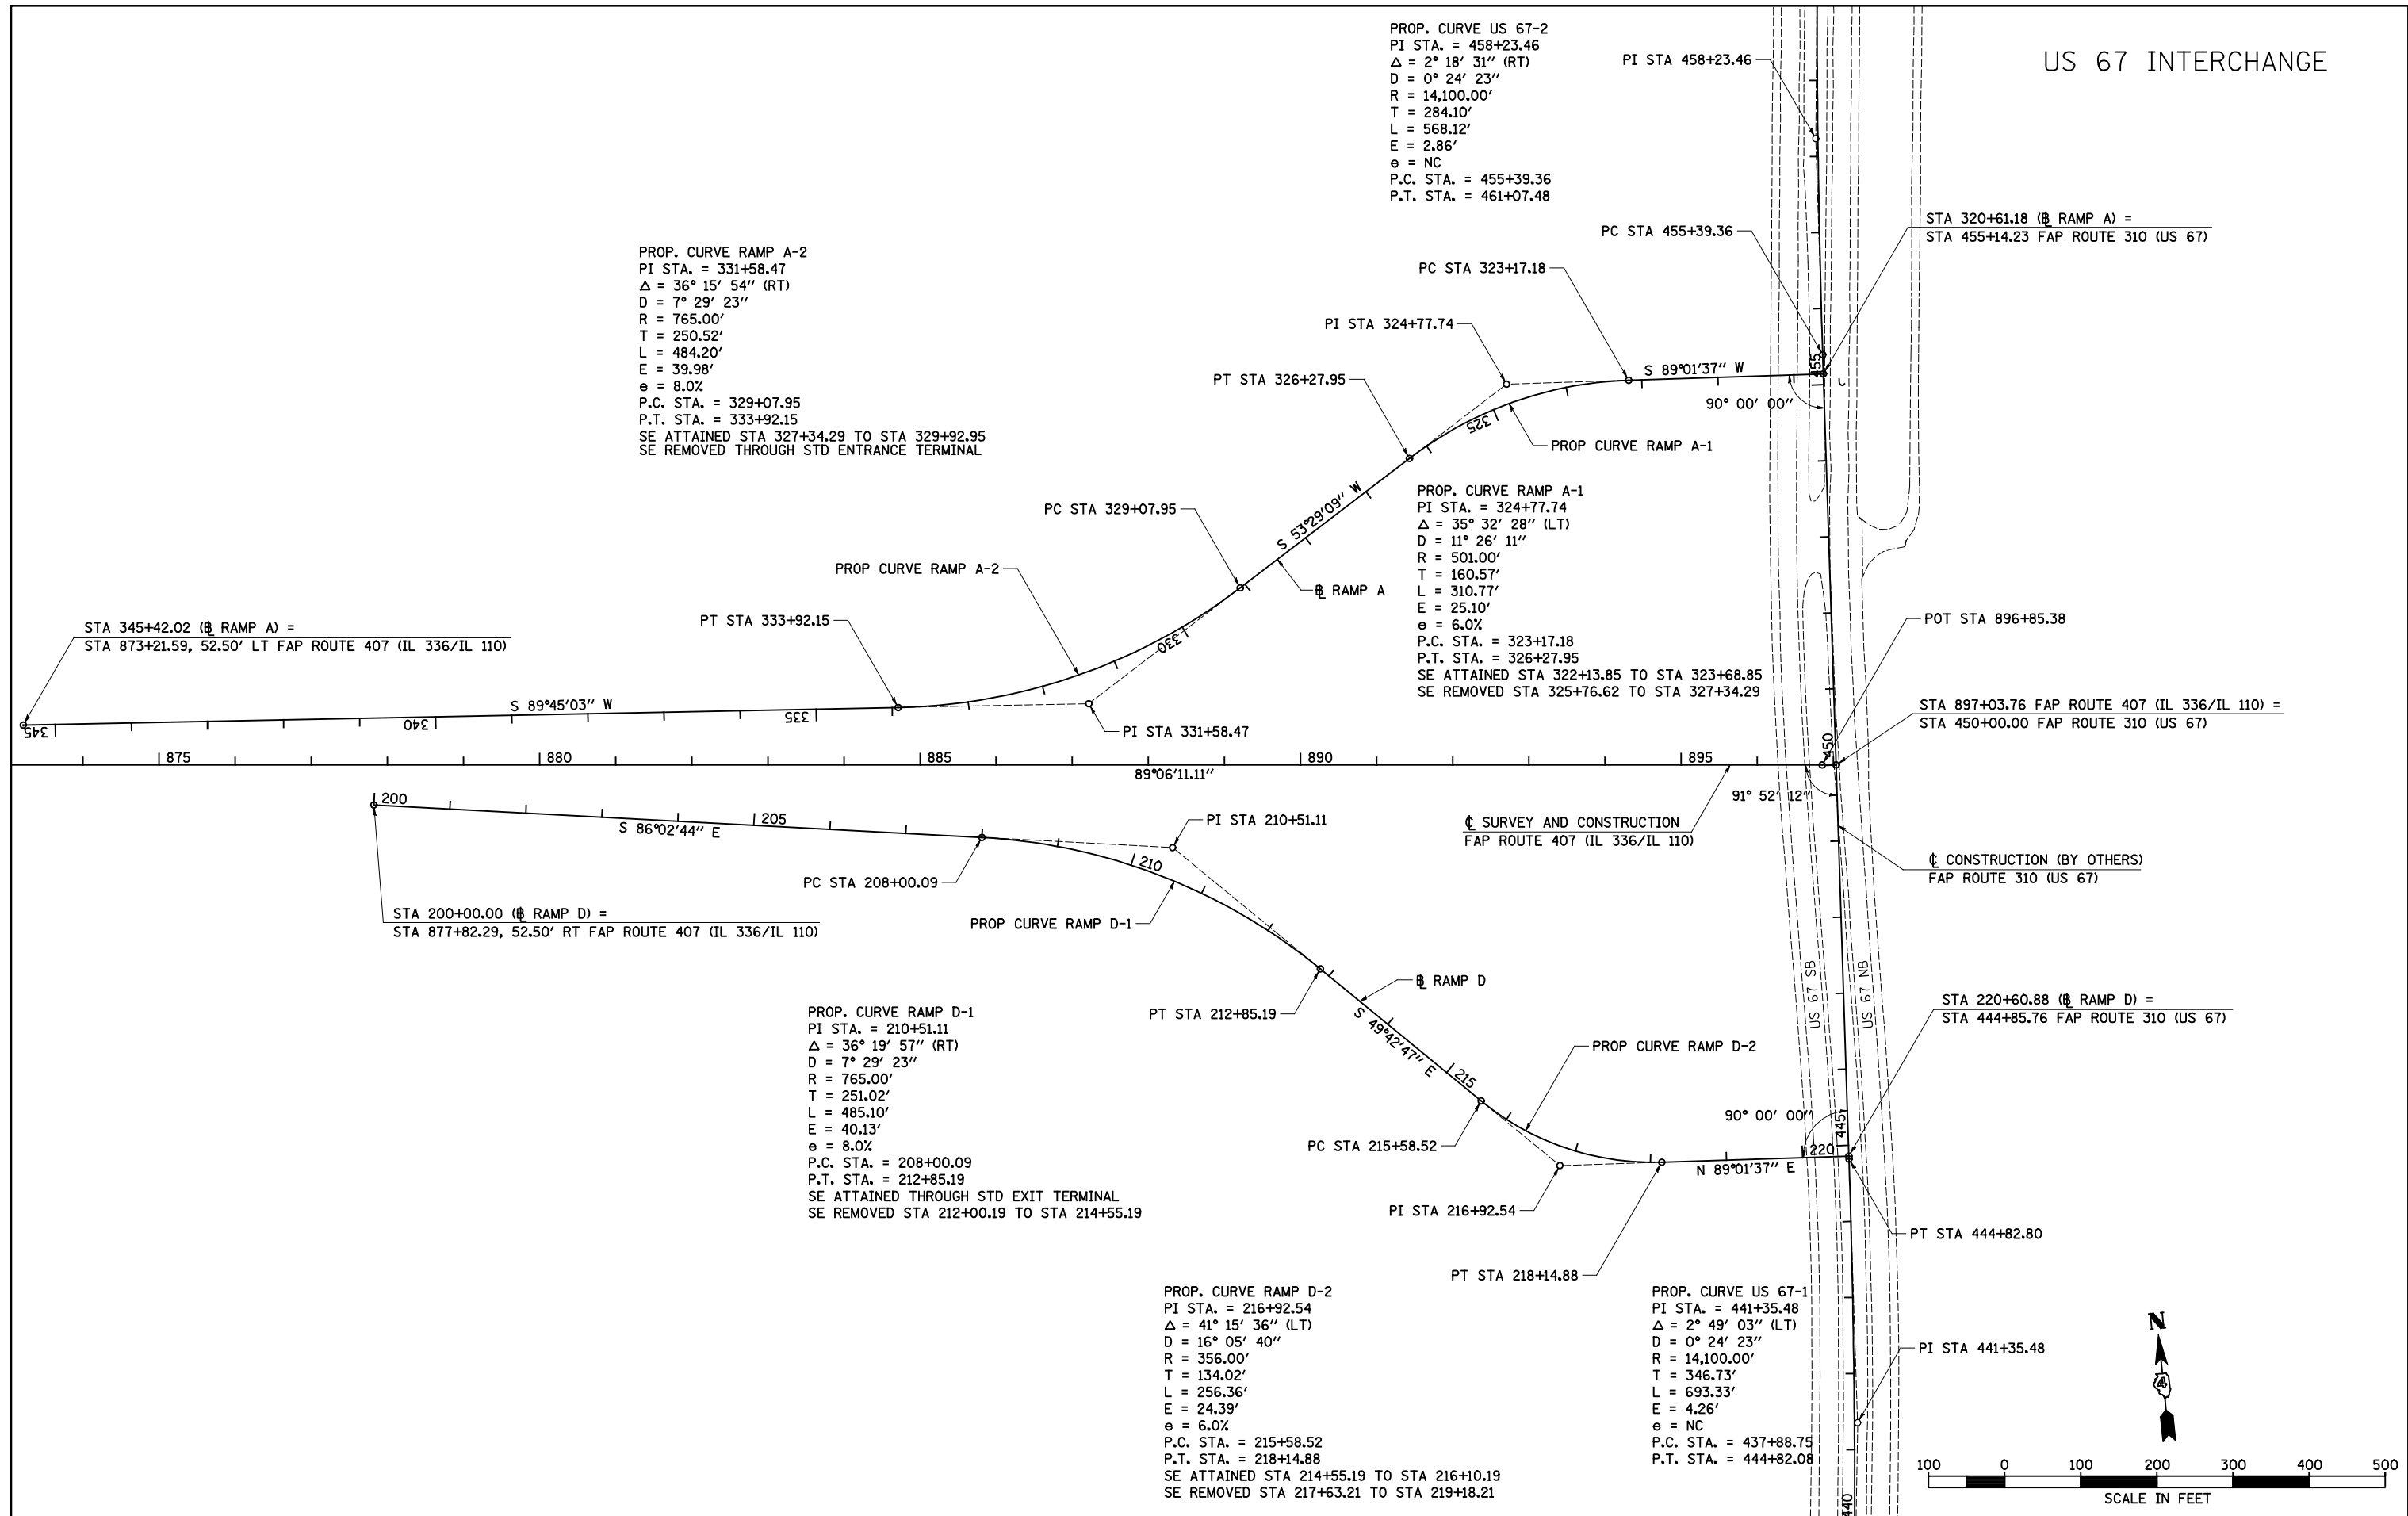 US 67 INTERCHANGE
PROP. CURVE US 67-2
PI STA. = 458+23.46
Δ = 2° 18' 31" (RT)
D = 0° 24' 23"
R = 14,100.00'
T = 284.10'
L = 568.12'
E = 2.86'
e = NC
P.C. STA. = 455+39.36
P.T. STA. = 461+07.48
PI STA 458+23.46
PC STA 455+39.36
STA 320+61.18 (℄ RAMP A) =
STA 455+14.23 FAP ROUTE 310 (US 67)
PROP. CURVE RAMP A-2
PI STA. = 331+58.47
Δ = 36° 15' 54" (RT)
D = 7° 29' 23"
R = 765.00'
T = 250.52'
L = 484.20'
E = 39.98'
e = 8.0%
P.C. STA. = 329+07.95
P.T. STA. = 333+92.15
SE ATTAINED STA 327+34.29 TO STA 329+92.95
SE REMOVED THROUGH STD ENTRANCE TERMINAL
PC STA 323+17.18
PI STA 324+77.74
PT STA 326+27.95
S 89°01'37" W
455
90° 00' 00"
325
PROP CURVE RAMP A-1
PROP. CURVE RAMP A-1
PI STA. = 324+77.74
Δ = 35° 32' 28" (LT)
D = 11° 26' 11"
R = 501.00'
T = 160.57'
L = 310.77'
E = 25.10'
e = 6.0%
P.C. STA. = 323+17.18
P.T. STA. = 326+27.95
SE ATTAINED STA 322+13.85 TO STA 323+68.85
SE REMOVED STA 325+76.62 TO STA 327+34.29
S 53°29'09" W
PC STA 329+07.95
PROP CURVE RAMP A-2
℄ RAMP A
PT STA 333+92.15
330
STA 345+42.02 (℄ RAMP A) =
STA 873+21.59, 52.50' LT FAP ROUTE 407 (IL 336/IL 110)
POT STA 896+85.38
S 89°45'03" W
345
340
335
PI STA 331+58.47
STA 897+03.76 FAP ROUTE 407 (IL 336/IL 110) =
STA 450+00.00 FAP ROUTE 310 (US 67)
875
880
885
890
895
450
89°06'11.11"
91° 52' 12"
200
205
S 86°02'44" E
PI STA 210+51.11
℄ SURVEY AND CONSTRUCTION
FAP ROUTE 407 (IL 336/IL 110)
210
℄ CONSTRUCTION (BY OTHERS)
FAP ROUTE 310 (US 67)
PC STA 208+00.09
STA 200+00.00 (℄ RAMP D) =
STA 877+82.29, 52.50' RT FAP ROUTE 407 (IL 336/IL 110)
PROP CURVE RAMP D-1
℄ RAMP D
US 67 SB
US 67 NB
PT STA 212+85.19
STA 220+60.88 (℄ RAMP D) =
STA 444+85.76 FAP ROUTE 310 (US 67)
PROP. CURVE RAMP D-1
PI STA. = 210+51.11
Δ = 36° 19' 57" (RT)
D = 7° 29' 23"
R = 765.00'
T = 251.02'
L = 485.10'
E = 40.13'
e = 8.0%
P.C. STA. = 208+00.09
P.T. STA. = 212+85.19
SE ATTAINED THROUGH STD EXIT TERMINAL
SE REMOVED STA 212+00.19 TO STA 214+55.19
S 49°42'47" E
PROP CURVE RAMP D-2
215
90° 00' 00"
445
PC STA 215+58.52
220
N 89°01'37" E
PI STA 216+92.54
PT STA 444+82.80
PT STA 218+14.88
PROP. CURVE RAMP D-2
PI STA. = 216+92.54
Δ = 41° 15' 36" (LT)
D = 16° 05' 40"
R = 356.00'
T = 134.02'
L = 256.36'
E = 24.39'
e = 6.0%
P.C. STA. = 215+58.52
P.T. STA. = 218+14.88
SE ATTAINED STA 214+55.19 TO STA 216+10.19
SE REMOVED STA 217+63.21 TO STA 219+18.21
PROP. CURVE US 67-1
PI STA. = 441+35.48
Δ = 2° 49' 03" (LT)
D = 0° 24' 23"
R = 14,100.00'
T = 346.73'
L = 693.33'
E = 4.26'
e = NC
P.C. STA. = 437+88.75
P.T. STA. = 444+82.08
PI STA 441+35.48
440
N
4
100 0 100 200 300 400 500
SCALE IN FEET